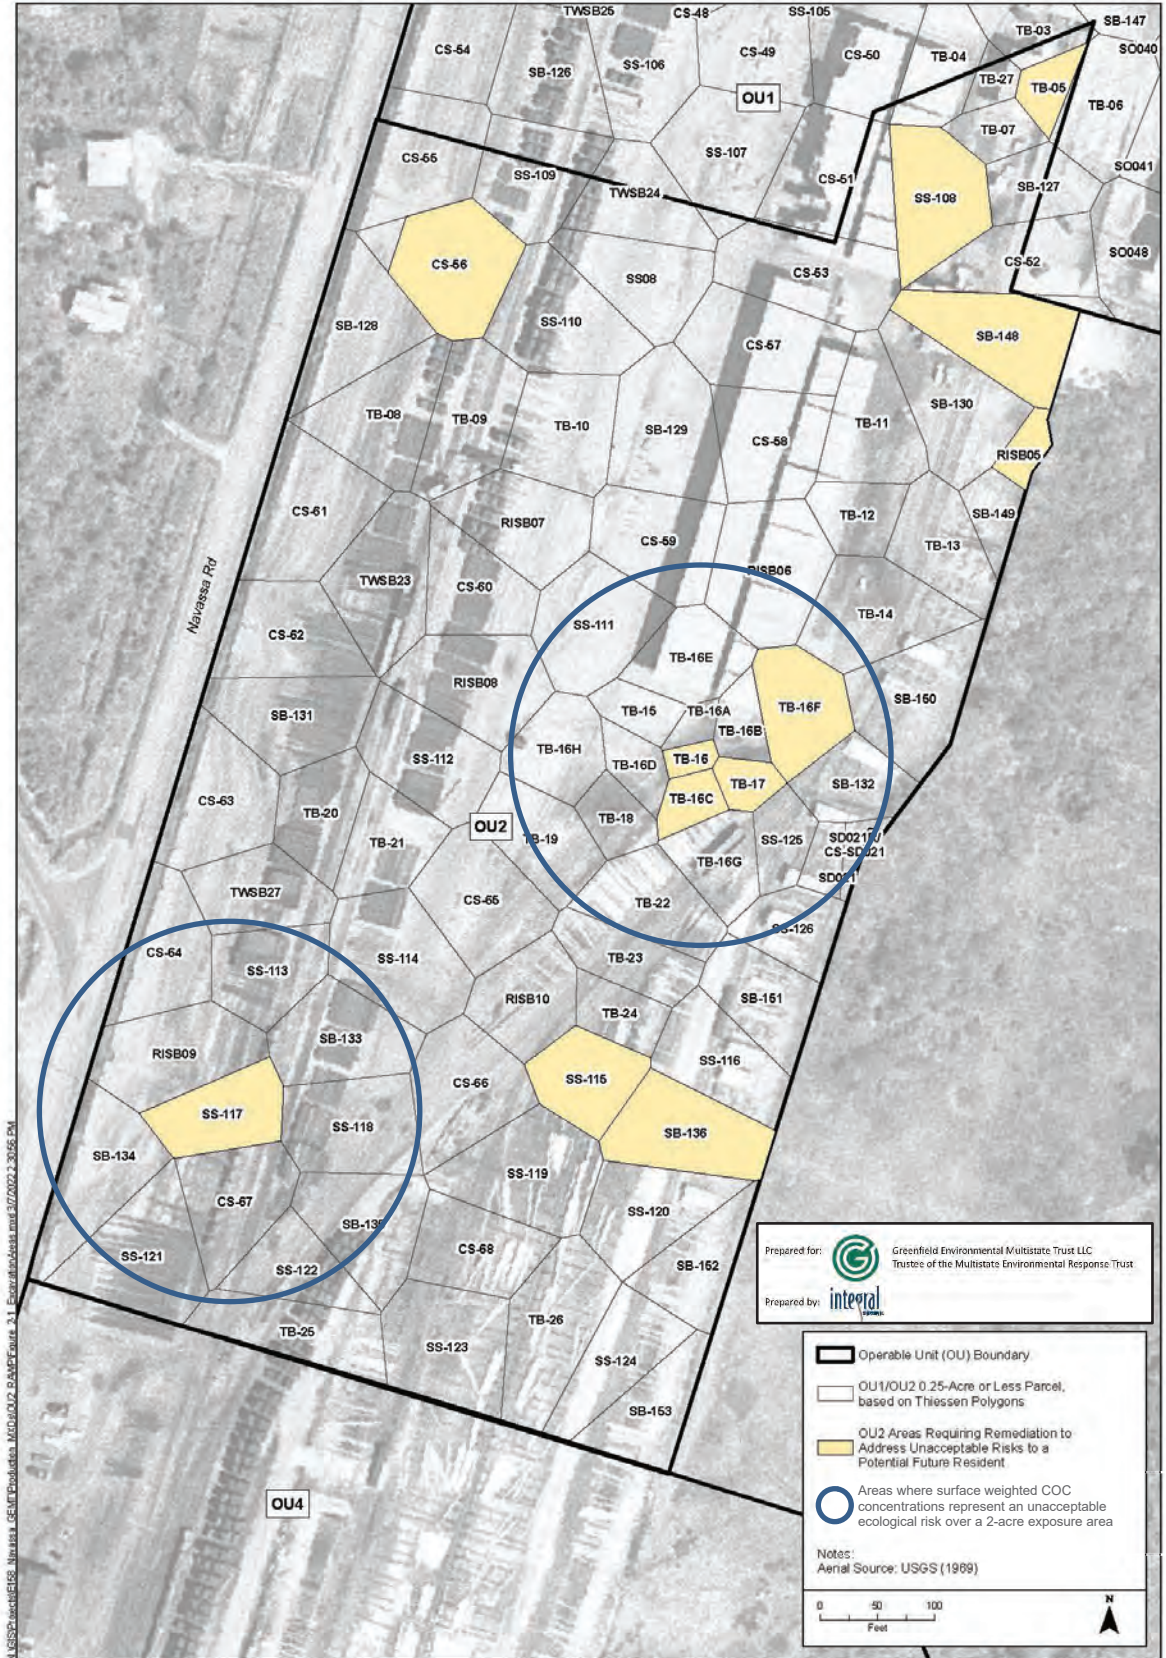 TWSB25
CS-48
SS-105
SB-147
CS-54
SB-126
SS-106
CS-49
CS-50
TB-04
TB-03
SO040
OU1
TB-27
TB-05
TB-06
TB-07
CS-55
SS-109
SS-107
CS-51
SO041
TWSB24
SS-108
SB-127
CS-56
SS08
CS-53
CS-52
SO048
SB-128
SS-110
CS-57
SB-148
TB-08
TB-09
TB-10
SB-129
CS-58
TB-11
SB-130
RISB05
CS-61
RISB07
TB-12
SB-149
CS-59
TB-13
Navassa Rd
TWSB23
CS-60
RISB06
TB-14
CS-62
SS-111
TB-16E
RISB08
SB-150
SB-131
TB-15
TB-16A
TB-16F
TB-16B
SS-112
TB-16H
TB-16D
TB-16
TB-17
SB-132
CS-63
TB-20
TB-16C
TB-18
OU2
TB-19
TB-21
SS-125
SD021R/
CS-SD021
TB-16G
SD021
TWSB27
CS-65
TB-22
SS-126
CS-64
SS-113
SS-114
TB-23
RISB10
SB-151
TB-24
SB-133
RISB09
SS-116
CS-66
SS-115
SS-117
SS-118
SB-136
SB-134
SS-119
CS-67
SB-135
SS-120
SS-121
SS-122
CS-68
SB-152
TB-25
TB-26
SS-123
SS-124
SB-153
OU4
Prepared for:
Greenfield Environmental Multistate Trust LLC
Trustee of the Multistate Environmental Response Trust
Prepared by:
integral
Operable Unit (OU) Boundary
OU1/OU2 0.25-Acre or Less Parcel,
based on Thiessen Polygons
OU2 Areas Requiring Remediation to
Address Unacceptable Risks to a
Potential Future Resident
Areas where surface weighted COC
concentrations represent an unacceptable
ecological risk over a 2-acre exposure area
Notes:
Aerial Source: USGS (1969)
0 50 100
Feet
N